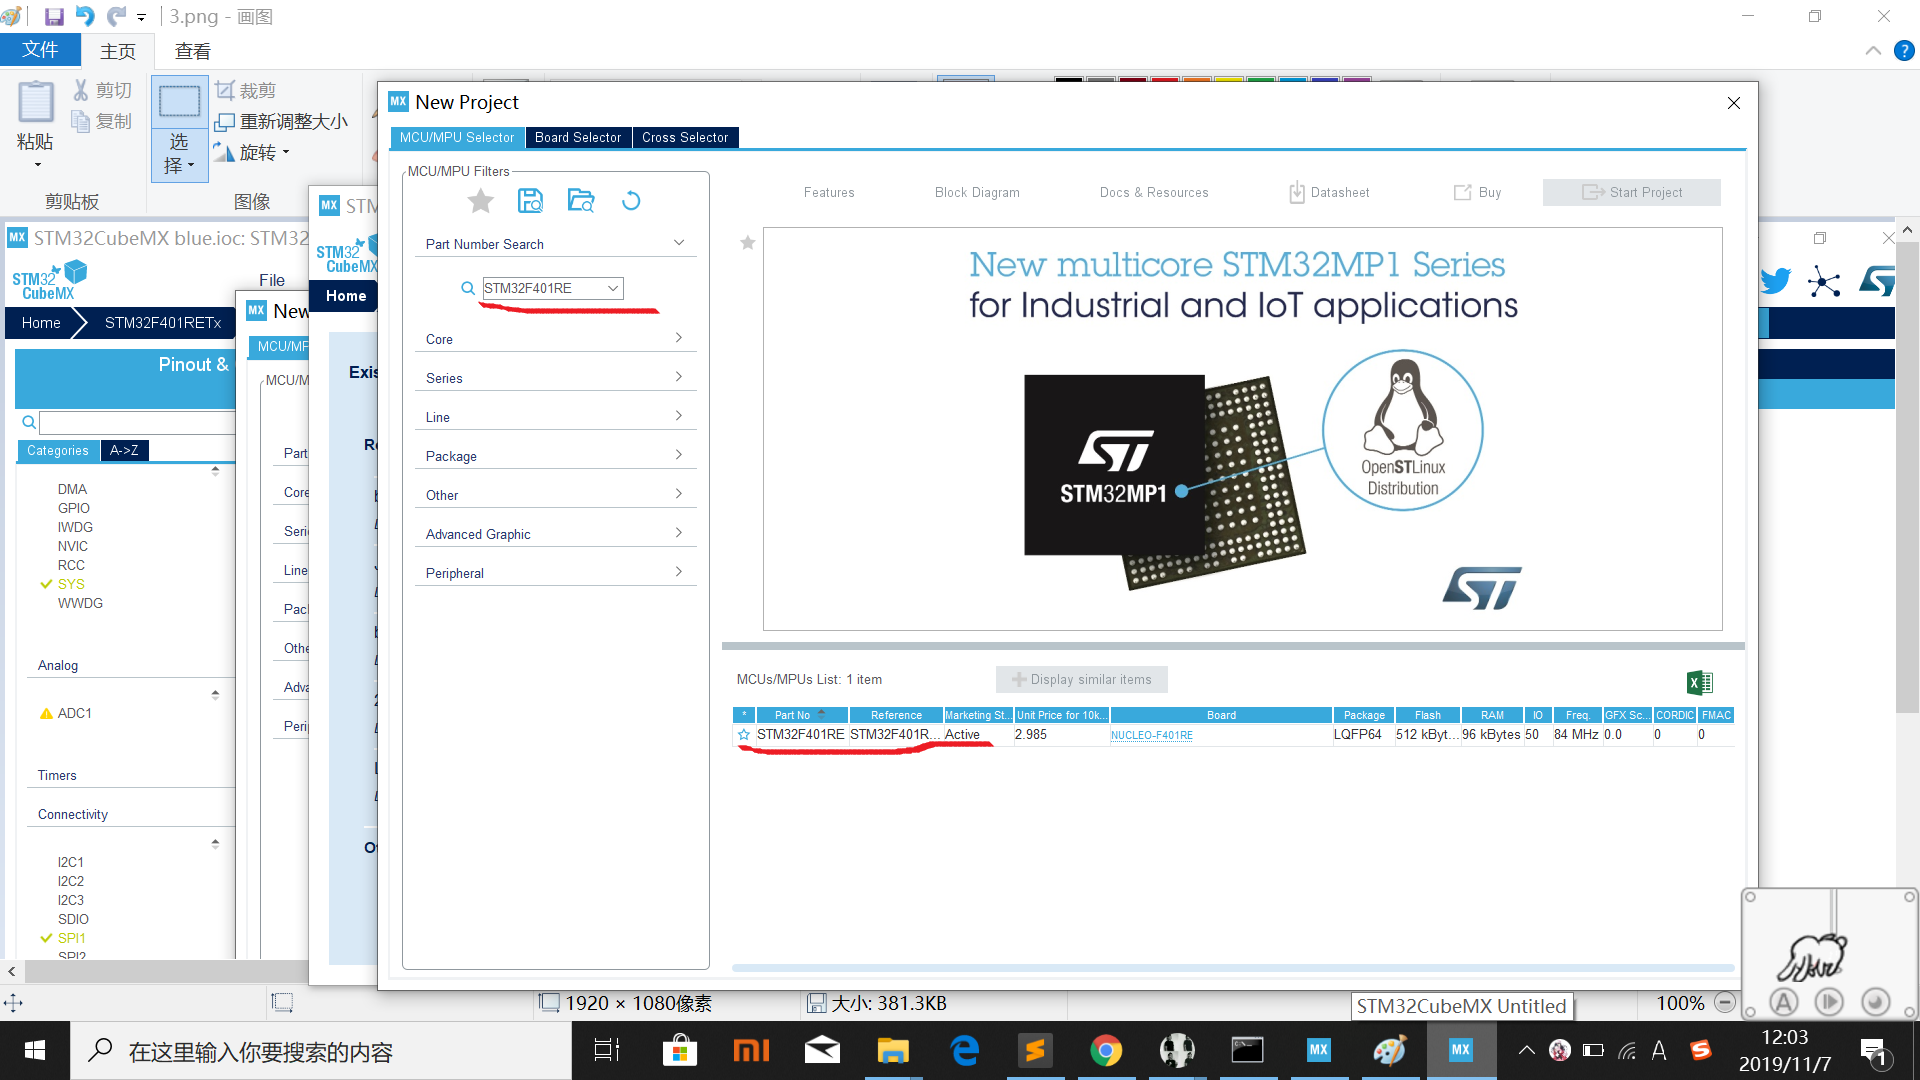 3.png - 画图
文件 主页 查看
粘贴 剪切 复制
剪贴板
选择
裁剪
重新调整大小
旋转
图像
STM32CubeMX blue.ioc: STM32
STM32
CubeMX
File
Home STM32F401RETx
Pinout &
Categories A->Z
DMA
GPIO
IWDG
NVIC
RCC
SYS
WWDG
Analog
ADC1
Timers
Connectivity
I2C1
I2C2
I2C3
SDIO
SPI1
SPI2
MX New
MCU/MP
MCU/M
Part
Core
Seri
Line
Pacl
Othe
Adva
Perip
MX STM
STM32
CubeMX
Home
Exis
Re
MX New Project
MCU/MPU Selector Board Selector Cross Selector
MCU/MPU Filters
Part Number Search
STM32F401RE
Core
Series
Line
Package
Other
Advanced Graphic
Peripheral
Features Block Diagram Docs & Resources Datasheet Buy Start Project
New multicore STM32MP1 Series
for Industrial and IoT applications
STM32MP1
OpenSTLinux
Distribution
MCUs/MPUs List: 1 item
Display similar items
* Part No Reference Marketing St... Unit Price for 10k... Board Package Flash RAM IO Freq. GFX Sc... CORDIC FMAC
STM32F401RE STM32F401R... Active 2.985 NUCLEO-F401RE LQFP64 512 kByt... 96 kBytes 50 84 MHz 0.0 0 0
1920 × 1080像素
大小: 381.3KB
STM32CubeMX Untitled
100%
在这里输入你要搜索的内容
12:03
2019/11/7
1